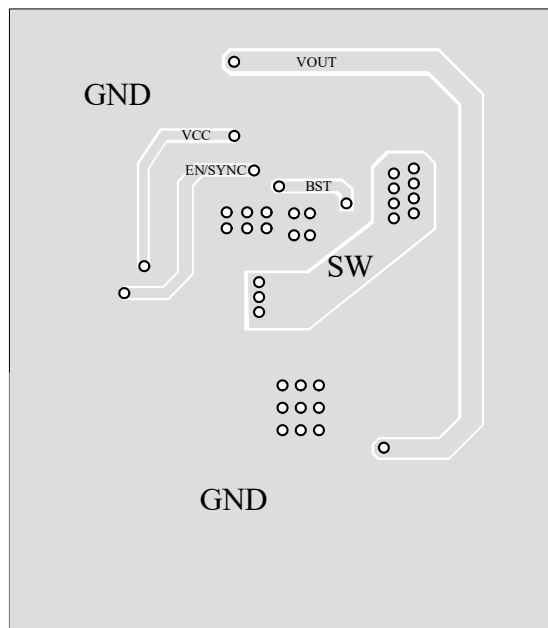 VOUT
GND
VCC
EN/SYNC
BST
SW
GND